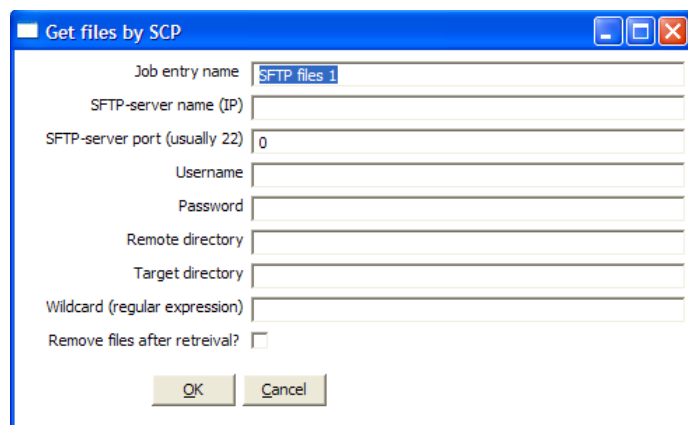 Get files by SCP
Job entry name SFTP files 1
SFTP-server name (IP)
SFTP-server port (usually 22) 0
Username
Password
Remote directory
Target directory
Wildcard (regular expression)
Remove files after retreival?
OK Cancel